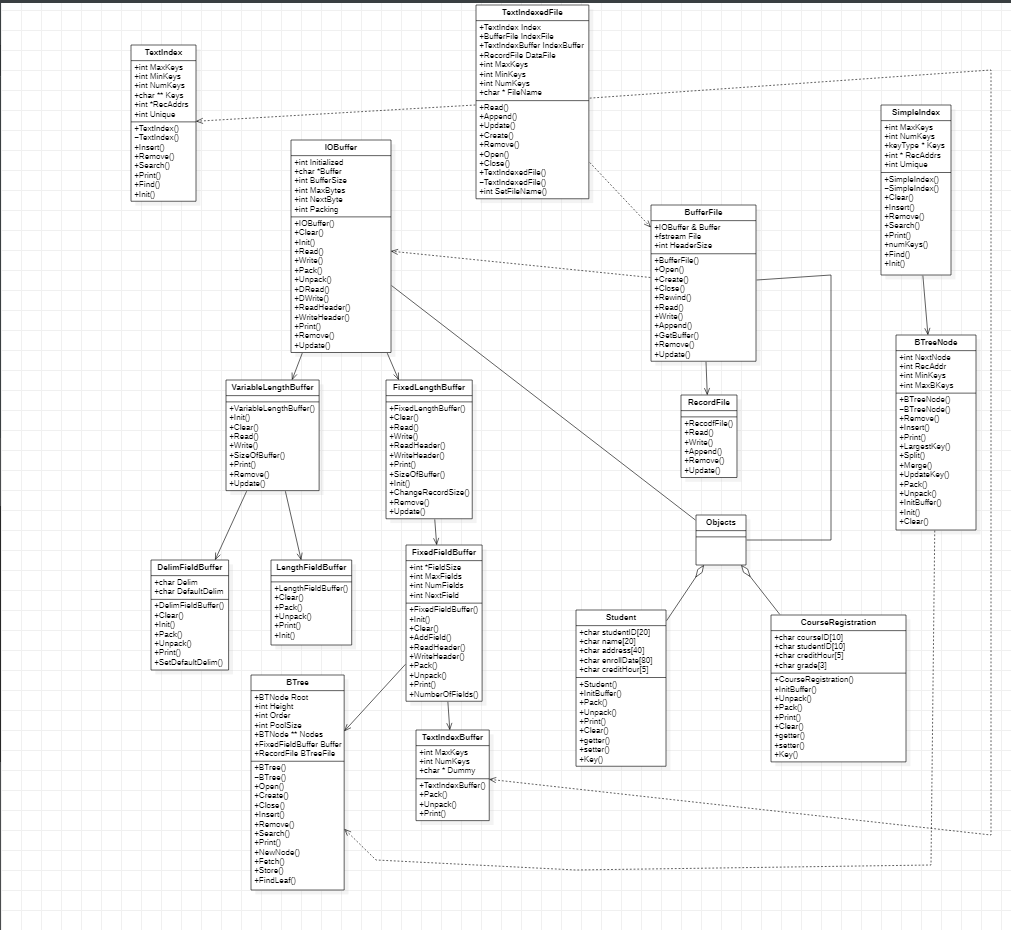 TextIndexedFile
+TextIndex Index
+BufferFile IndexFile
+TextIndexBuffer IndexBuffer
+RecordFile DataFile
+int MaxKeys
+int MinKeys
+int NumKeys
+char * FileName
+Read()
+Append()
+Update()
+Create()
+Remove()
+Open()
+Close()
+TextIndexedFile()
~TextIndexedFile()
+int SetFileName()
TextIndex
+int MaxKeys
+int MinKeys
+int NumKeys
+char ** Keys
+int *RecAddrs
+int Unique
+TextIndex()
~TextIndex()
+Insert()
+Remove()
+Search()
+Print()
+Find()
+Init()
SimpleIndex
+int MaxKeys
+int NumKeys
+keyType * Keys
+int * RecAddrs
+int Umique
+SimpleIndex()
~SimpleIndex()
+Clear()
+Insert()
+Remove()
+Search()
+Print()
+numKeys()
+Find()
+Init()
IOBuffer
+int Initialized
+char *Buffer
+int BufferSize
+int MaxBytes
+int NextByte
+int Packing
+IOBuffer()
+Clear()
+Init()
+Read()
+Write()
+Pack()
+Unpack()
+DRead()
+DWrite()
+ReadHeader()
+WriteHeader()
+Print()
+Remove()
+Update()
BufferFile
+IOBuffer & Buffer
+fstream File
+int HeaderSize
+BufferFile()
+Open()
+Create()
+Close()
+Rewind()
+Read()
+Write()
+Append()
+GetBuffer()
+Remove()
+Update()
BTreeNode
+int NextNode
+int RecAddr
+int MinKeys
+int MaxBKeys
+BTreeNode()
~BTreeNode()
+Remove()
+Insert()
+Print()
+LargestKey()
+Split()
+Merge()
+UpdateKey()
+Pack()
+Unpack()
+InitBuffer()
+Init()
+Clear()
VariableLengthBuffer
+VariableLengthBuffer()
+Init()
+Clear()
+Read()
+Write()
+SizeOfBuffer()
+Print()
+Remove()
+Update()
FixedLengthBuffer
+FixedLengthBuffer()
+Clear()
+Read()
+Write()
+ReadHeader()
+WriteHeader()
+Print()
+SizeOfBuffer()
+Init()
+ChangeRecordSize()
+Remove()
+Update()
RecordFile
+RecodfFile()
+Read()
+Write()
+Append()
+Remove()
+Update()
Objects
DelimFieldBuffer
+char Delim
+char DefaultDelim
+DelimFieldBuffer()
+Clear()
+Init()
+Pack()
+Unpack()
+Print()
+SetDefaultDelim()
LengthFieldBuffer
+LengthFieldBuffer()
+Clear()
+Pack()
+Unpack()
+Print()
+Init()
FixedFieldBuffer
+int *FieldSize
+int MaxFields
+int NumFields
+int NextField
+FixedFieldBuffer()
+Init()
+Clear()
+AddField()
+ReadHeader()
+WriteHeader()
+Pack()
+Unpack()
+Print()
+NumberOfFields()
Student
+char studentID[20]
+char name[20]
+char address[40]
+char enrollDate[80]
+char creditHour[5]
+Student()
+InitBuffer()
+Pack()
+Unpack()
+Print()
+Clear()
+getter()
+setter()
+Key()
CourseRegistration
+char courseID[10]
+char studentID[10]
+char creditHour[5]
+char grade[3]
+CourseRegistration()
+InitBuffer()
+Unpack()
+Pack()
+Print()
+Clear()
+getter()
+setter()
+Key()
BTree
+BTNode Root
+int Height
+int Order
+int PoolSize
+BTNode ** Nodes
+FixedFieldBuffer Buffer
+RecordFile BTreeFile
+BTree()
~BTree()
+Open()
+Create()
+Close()
+Insert()
+Remove()
+Search()
+Print()
+NewNode()
+Fetch()
+Store()
+FindLeaf()
TextIndexBuffer
+int MaxKeys
+int NumKeys
+char * Dummy
+TextIndexBuffer()
+Pack()
+Unpack()
+Print()